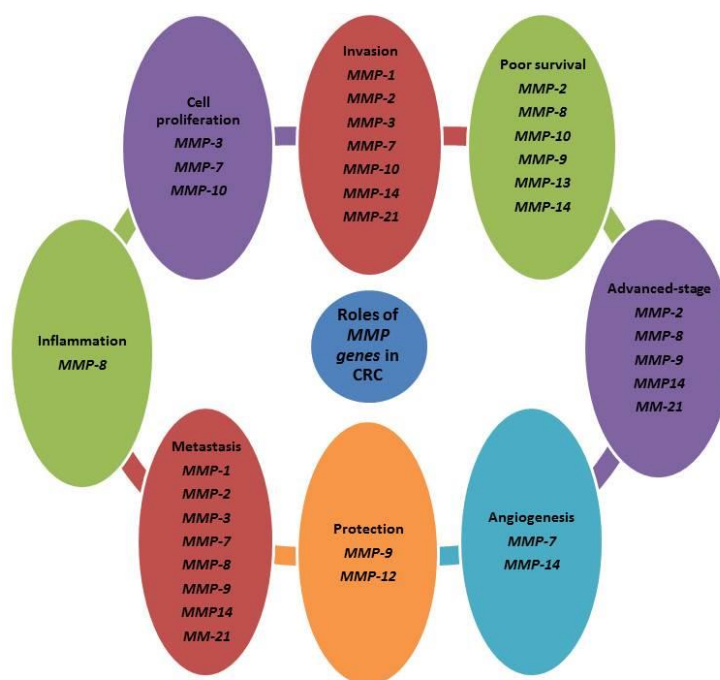 Invasion
MMP-1
MMP-2
MMP-3
MMP-7
MMP-10
MMP-14
MMP-21
Poor survival
MMP-2
MMP-8
MMP-10
MMP-9
MMP-13
MMP-14
Advanced-stage
MMP-2
MMP-8
MMP-9
MMP14
MM-21
Angiogenesis
MMP-7
MMP-14
Protection
MMP-9
MMP-12
Metastasis
MMP-1
MMP-2
MMP-3
MMP-7
MMP-8
MMP-9
MMP14
MM-21
Inflammation
MMP-8
Cell
proliferation
MMP-3
MMP-7
MMP-10
Roles of
MMP
genes in
CRC